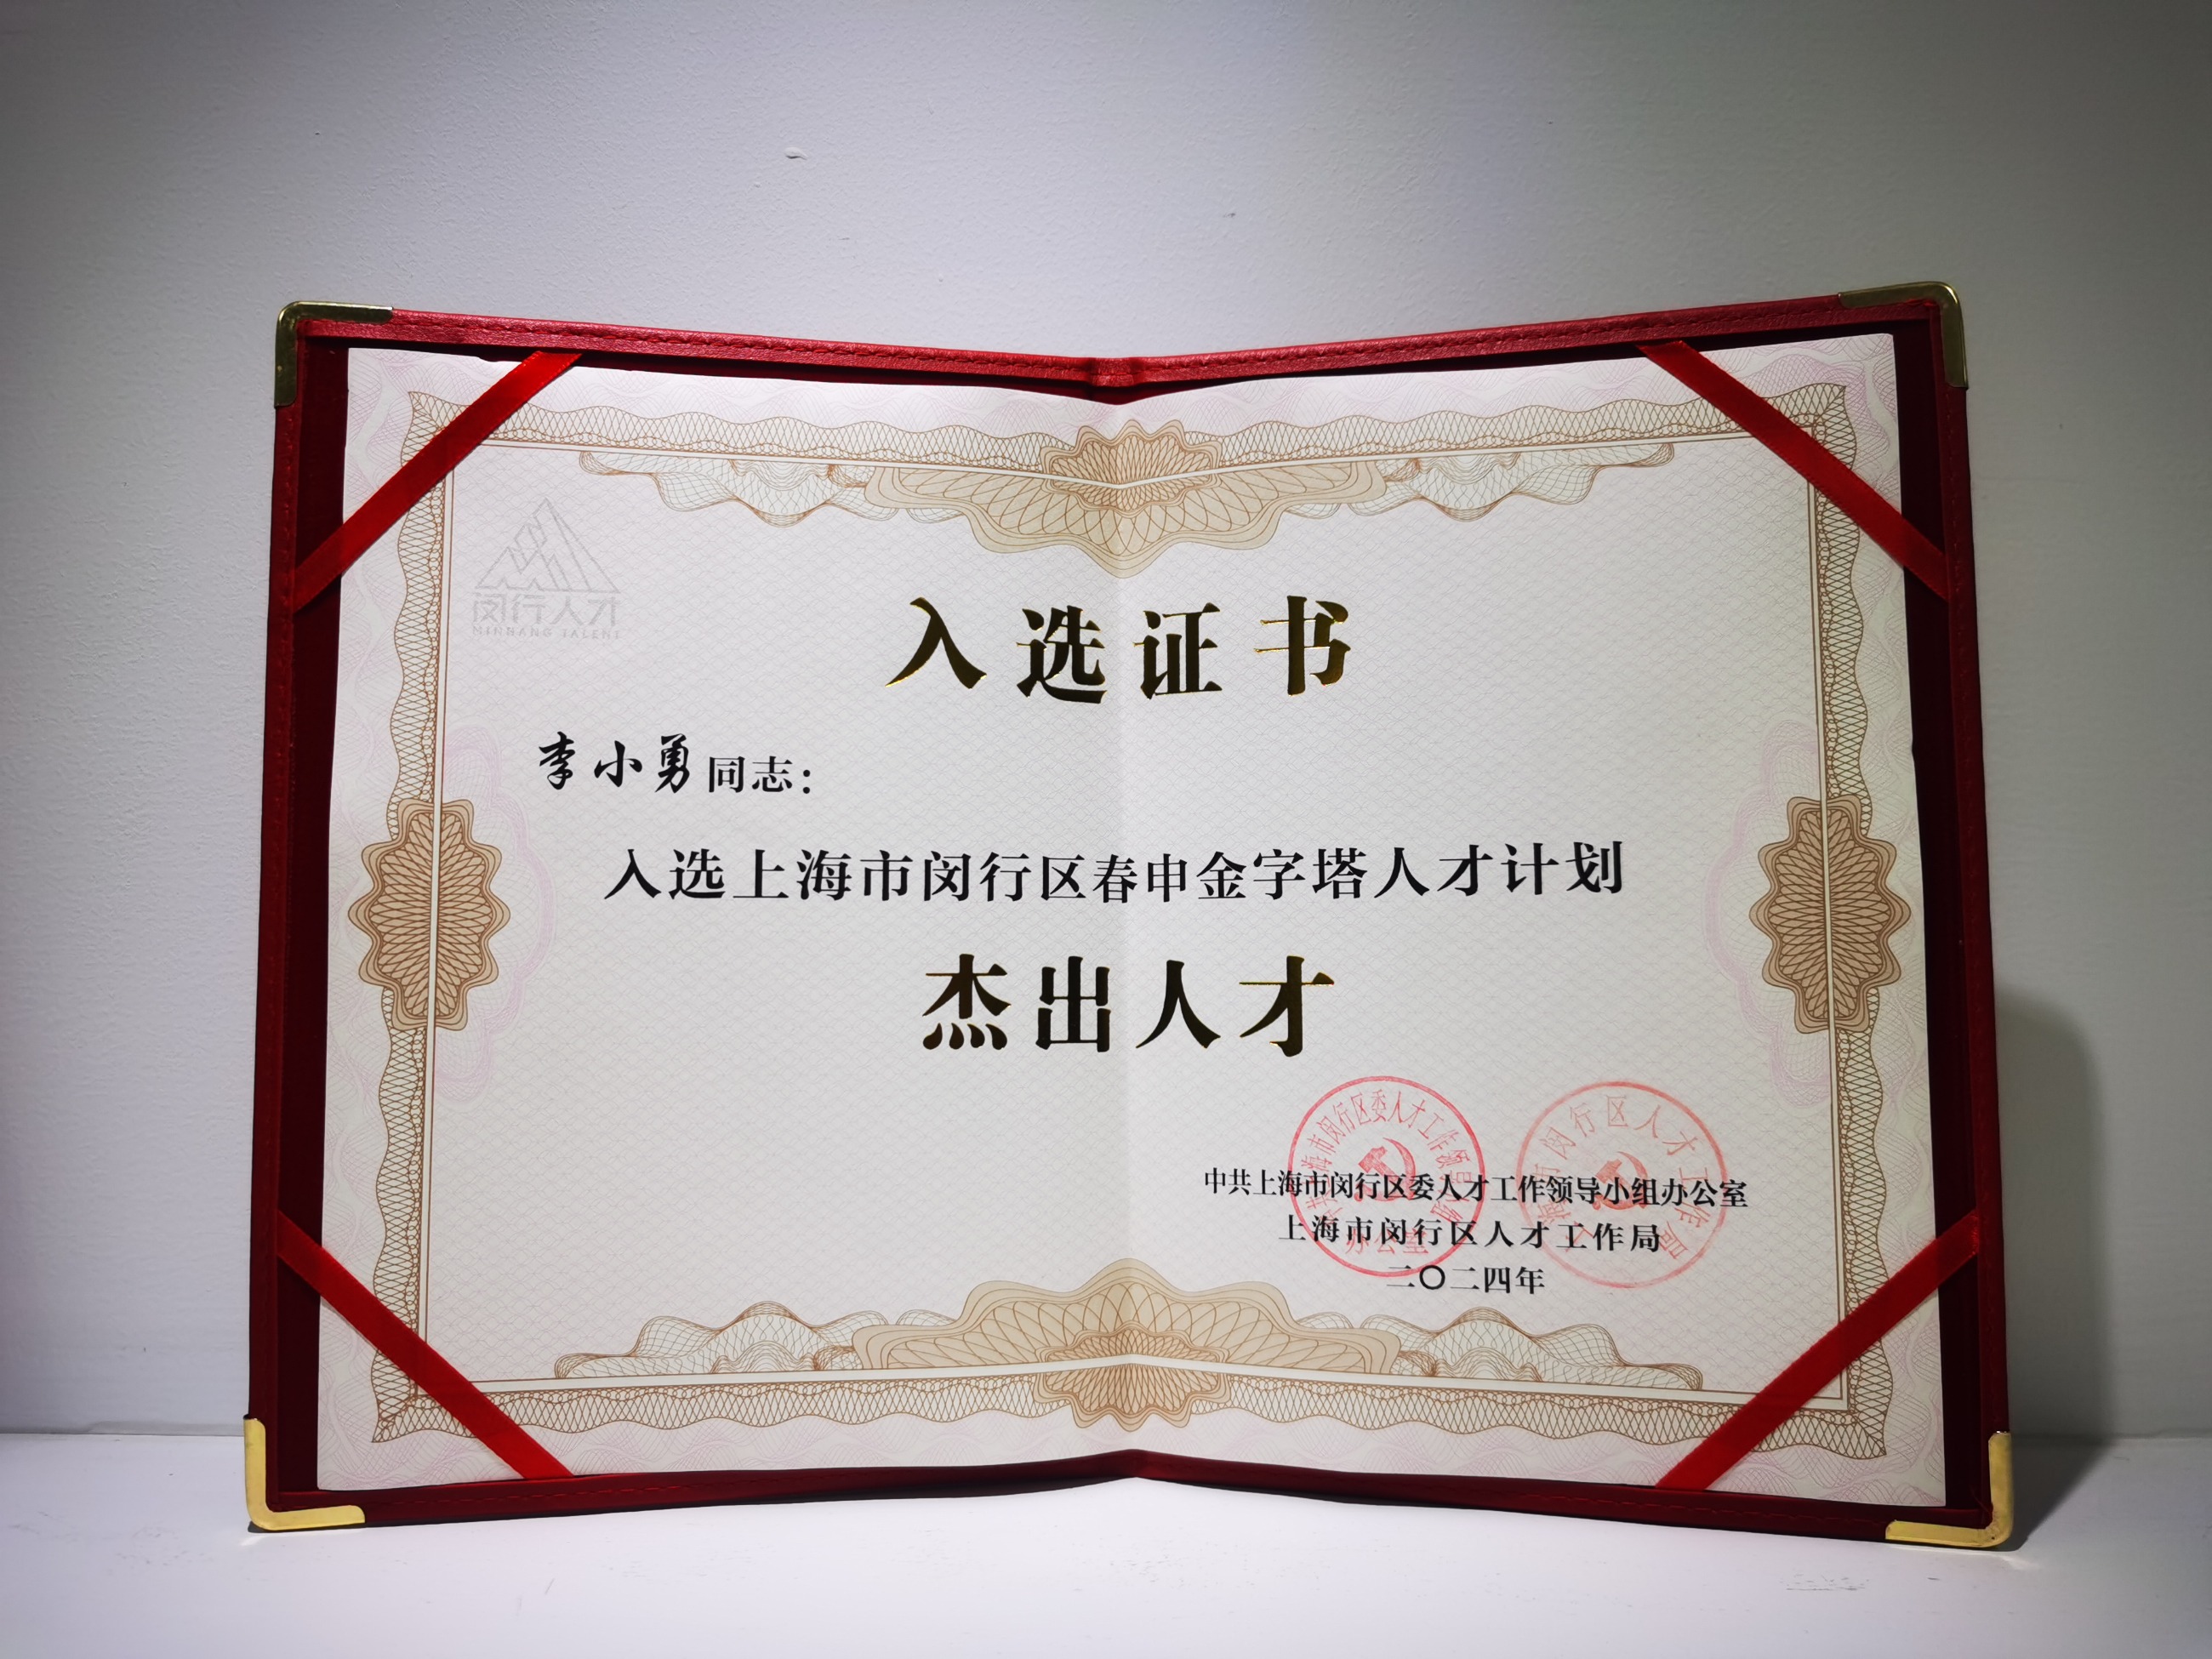 闵行人才
MINHANG TALENT
入选证书
李小勇同志：
入选上海市闵行区春申金字塔人才计划
杰出人才
中共上海市闵行区委人才工作领导小组办公室
上海市闵行区人才工作局
二〇二四年